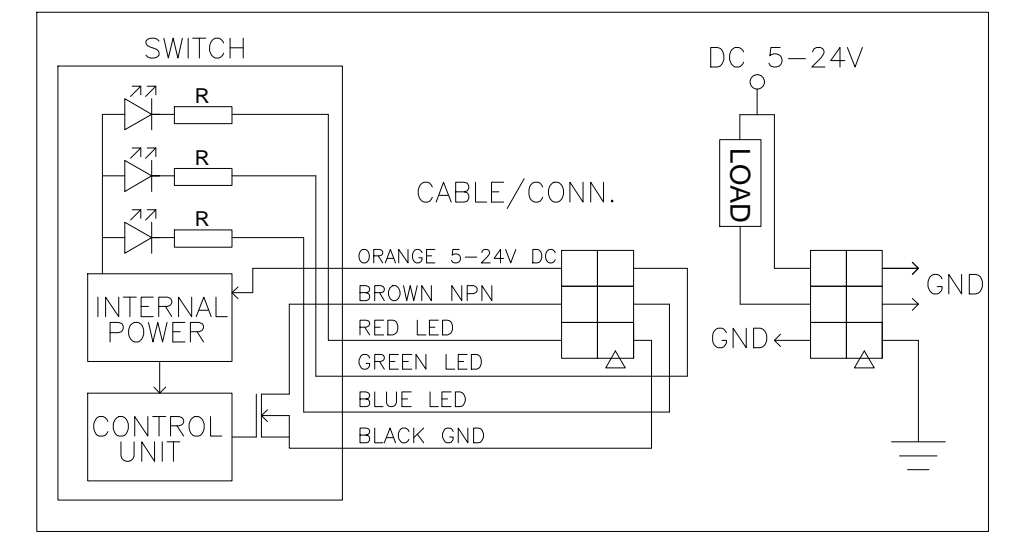 SWITCH
R
R
R
INTERNAL
POWER
CONTROL
UNIT
CABLE/CONN.
ORANGE 5-24V DC
BROWN NPN
RED LED
GREEN LED
BLUE LED
BLACK GND
DC 5-24V
LOAD
GND
GND